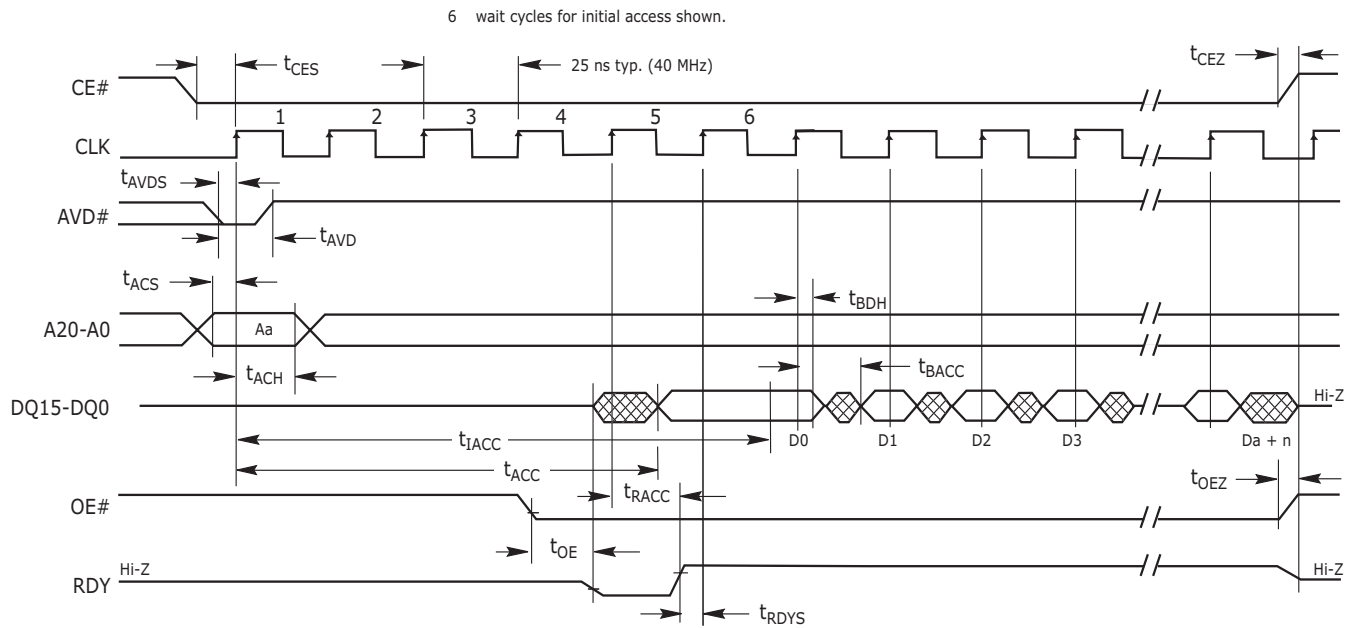 6 wait cycles for initial access shown.
tCES
25 ns typ. (40 MHz)
tCEZ
CE#
1 2 3 4 5 6
CLK
tAVDS
AVD#
tAVD
tACS
tBDH
A20-A0
Aa
tACH
tBACC
DQ15-DQ0
Hi-Z
tIACC
D0 D1 D2 D3 Da + n
tACC
tRACC
tOEZ
OE#
tOE
Hi-Z
Hi-Z
RDY
tRDYS